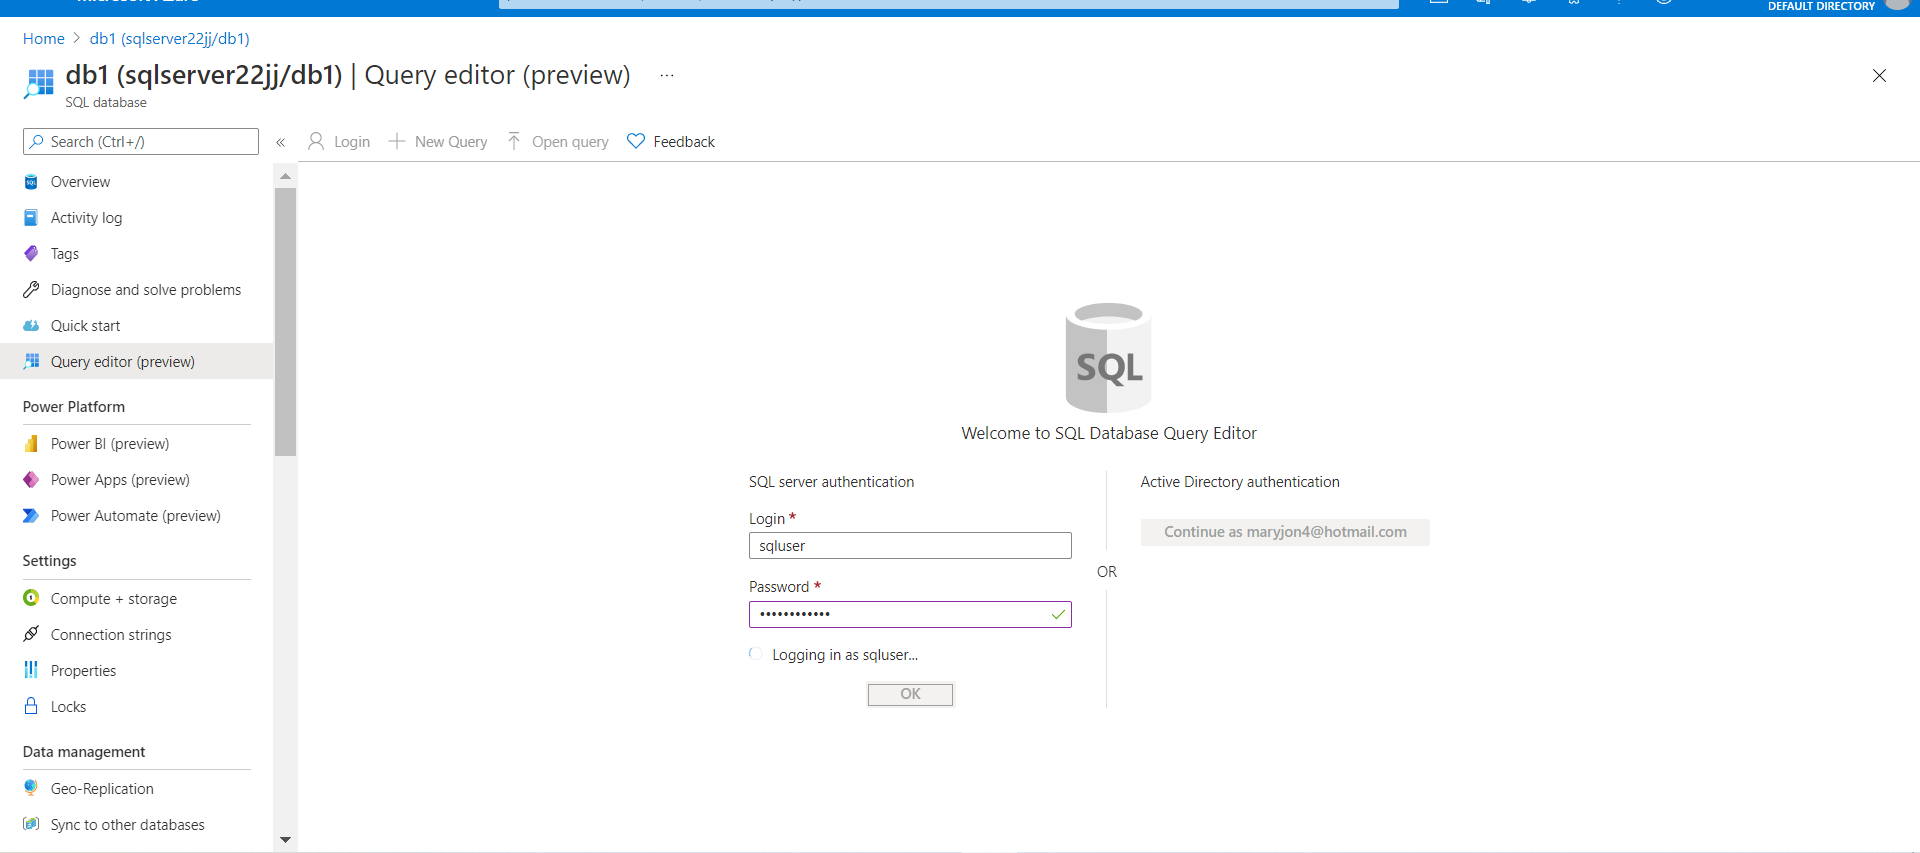 DEFAULT DIRECTORY
Home > db1 (sqlserver22jj/db1)
db1 (sqlserver22jj/db1) | Query editor (preview) ...
SQL database
Search (Ctrl+/)
«
Login
New Query
Open query
Feedback
SQL
Overview
Activity log
Tags
Diagnose and solve problems
Quick start
Query editor (preview)
Power Platform
Power BI (preview)
Power Apps (preview)
Power Automate (preview)
Settings
Compute + storage
Connection strings
Properties
Locks
Data management
Geo-Replication
Sync to other databases
SQL
Welcome to SQL Database Query Editor
SQL server authentication
Login *
sqluser
Password *
••••••••••••
Logging in as sqluser...
OK
OR
Active Directory authentication
Continue as maryjon4@hotmail.com